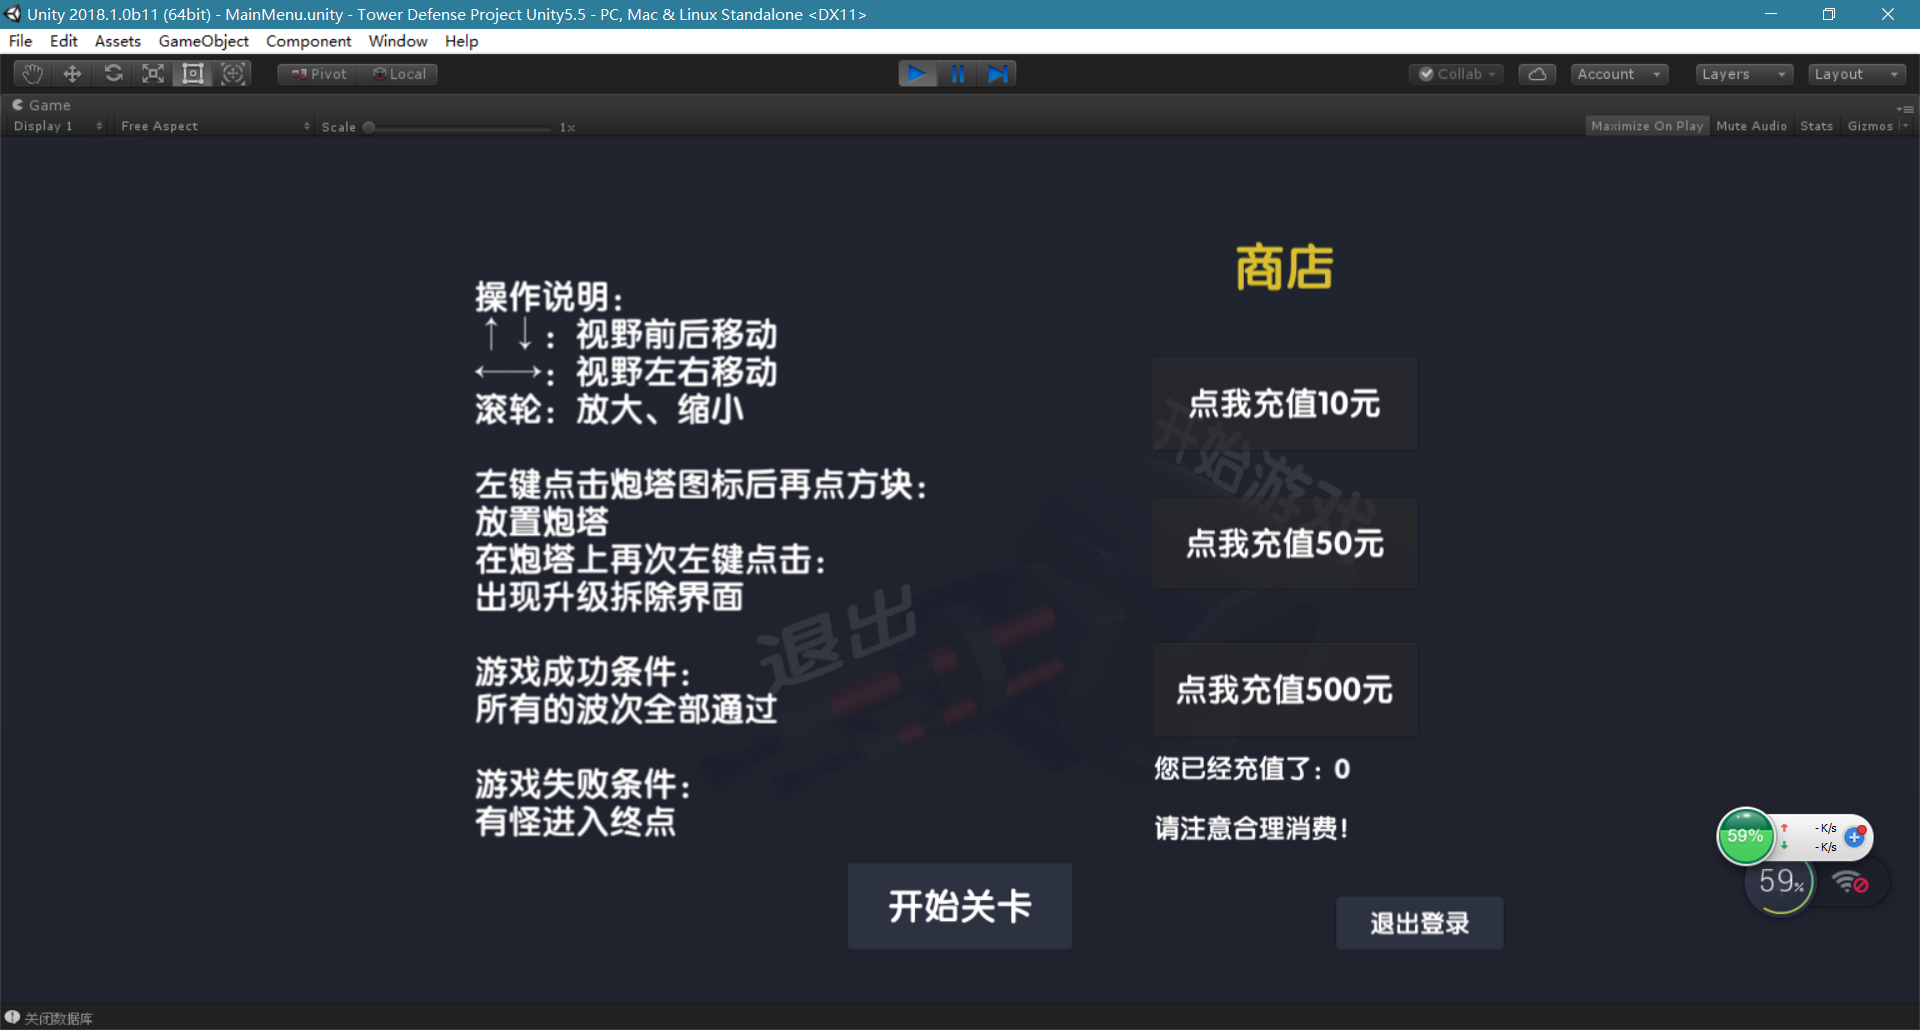 Unity 2018.1.0b11 (64bit) - MainMenu.unity - Tower Defense Project Unity5.5 - PC, Mac & Linux Standalone <DX11>
File Edit Assets GameObject Component Window Help
Pivot Local Collab Account Layers Layout
Game
Display 1 Free Aspect Scale 1x Maximize On Play Mute Audio Stats Gizmos
商店
操作说明：
↑ ↓：视野前后移动
←→：视野左右移动
滚轮：放大、缩小
左键点击炮塔图标后再点方块：
放置炮塔
在炮塔上再次左键点击：
出现升级拆除界面
游戏成功条件：
所有的波次全部通过
游戏失败条件：
有怪进入终点
点我充值10元
开始游戏
点我充值50元
退出
点我充值500元
您已经充值了：0
请注意合理消费！
开始关卡
退出登录
59%
- K/s
- K/s
59%
关闭数据库